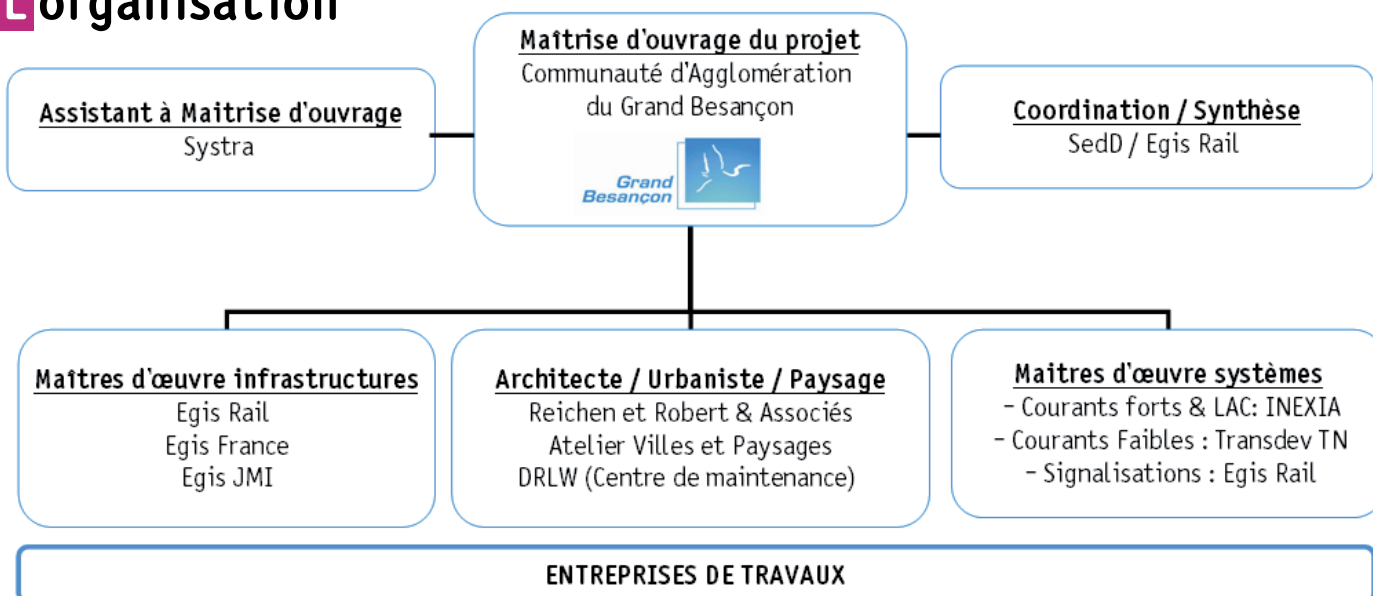 L'organisation
Maîtrise d'ouvrage du projet
Communauté d'Agglomération
du Grand Besançon
Grand
Besançon
Assistant à Maitrise d'ouvrage
Systra
Coordination / Synthèse
SedD / Egis Rail
Maîtres d'œuvre infrastructures
Egis Rail
Egis France
Egis JMI
Architecte / Urbaniste / Paysage
Reichen et Robert & Associés
Atelier Villes et Paysages
DRLW (Centre de maintenance)
Maitres d'œuvre systèmes
- Courants forts & LAC: INEXIA
- Courants Faibles : Transdev TN
- Signalisations : Egis Rail
ENTREPRISES DE TRAVAUX